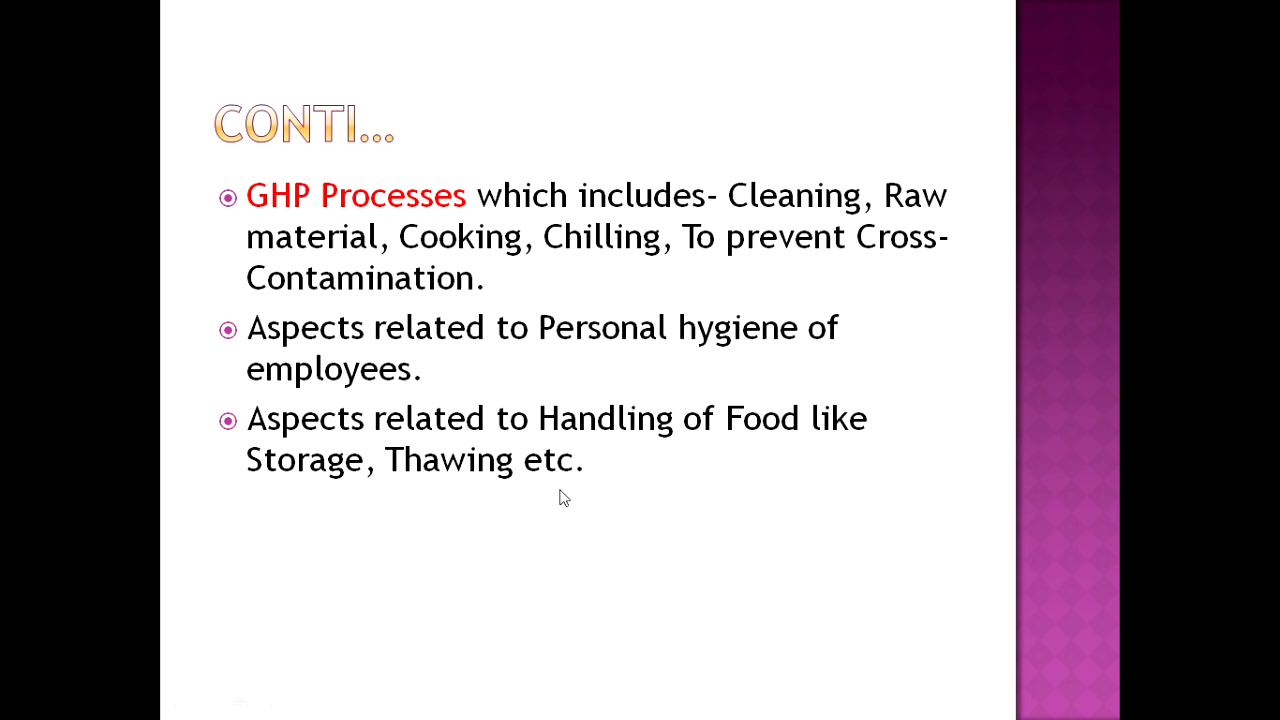 CONTI...
GHP Processes which includes- Cleaning, Raw
material, Cooking, Chilling, To prevent Cross-
Contamination.
Aspects related to Personal hygiene of
employees.
Aspects related to Handling of Food like
Storage, Thawing etc.